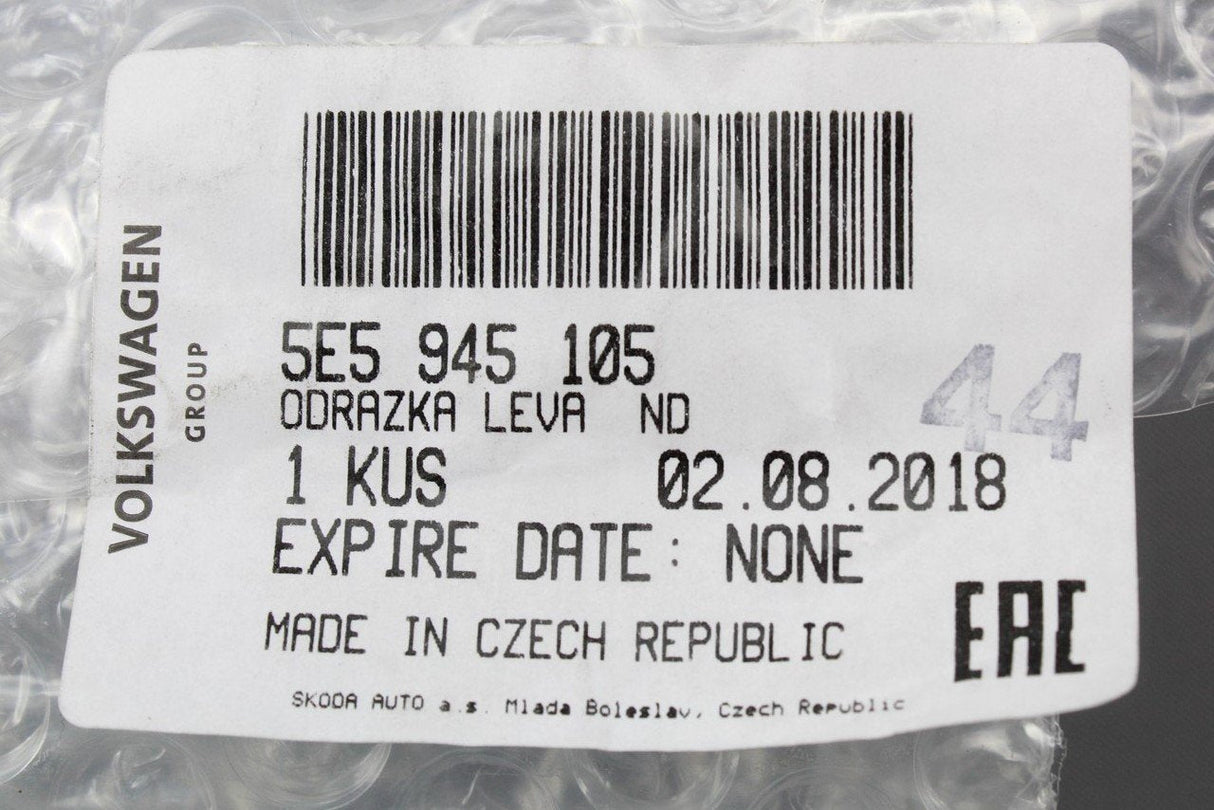 VOLKSWAGEN
GROUP
5E5 945 105
ODRAZKA LEVA ND
44
1 KUS 02.08.2018
EXPIRE DATE: NONE
MADE IN CZECH REPUBLIC
EAC
SKODA AUTO a.s. Mlada Boleslav, Czech Republic